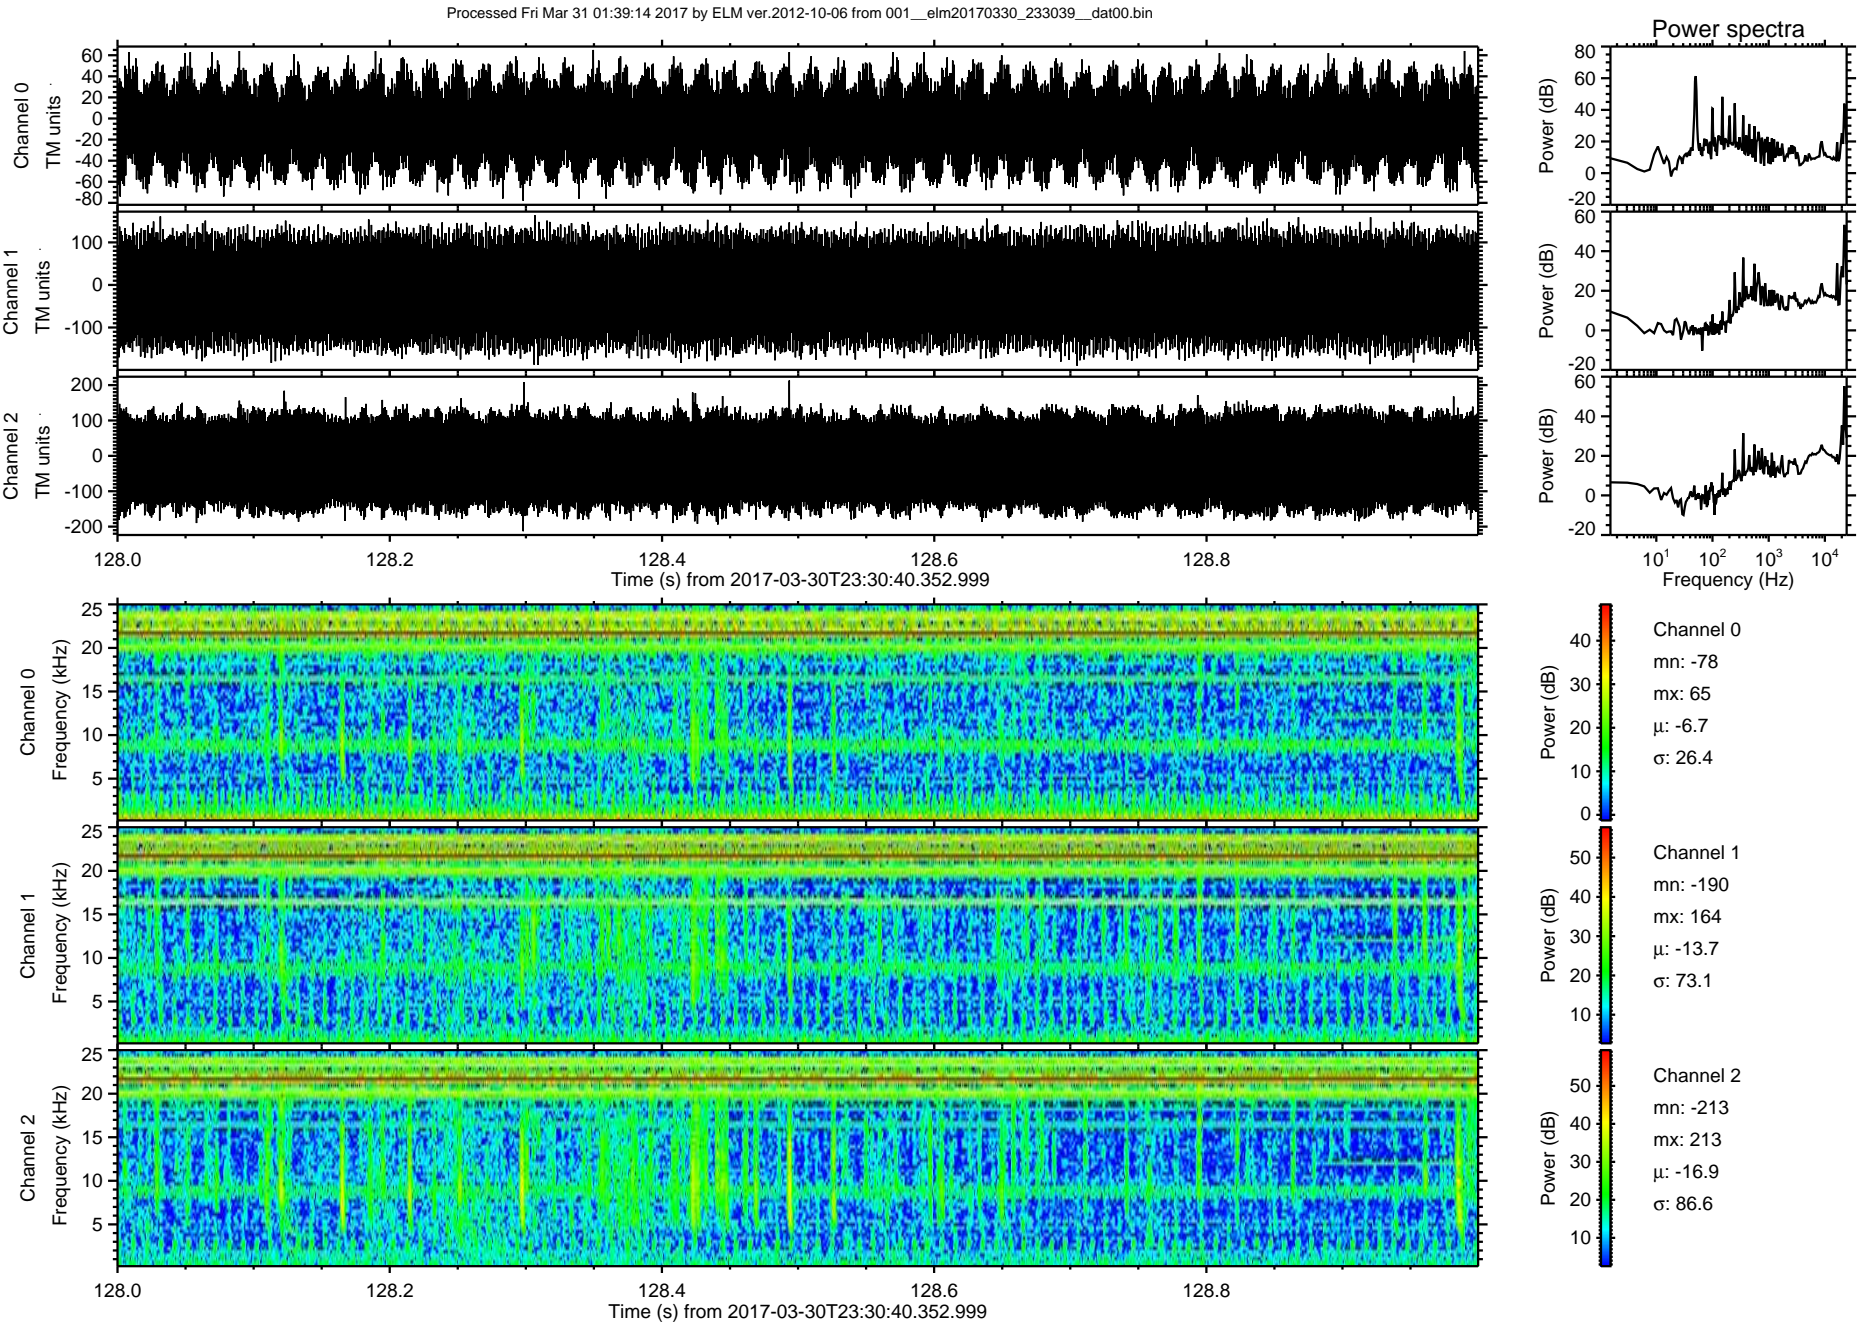 Processed Fri Mar 31 01:39:14 2017 by ELM ver.2012-10-06 from 001__elm20170330_233039__dat00.bin
Power spectra
Channel 0
TM units
60
40
20
0
-20
-40
-60
-80
Power (dB)
80
60
40
20
0
-20
Channel 1
TM units
100
0
-100
Power (dB)
60
40
20
0
-20
Channel 2
TM units
200
100
0
-100
-200
Power (dB)
60
40
20
0
-20
128.0 128.2 128.4 128.6 128.8
Time (s) from 2017-03-30T23:30:40.352.999
10¹ 10² 10³ 10⁴
Frequency (Hz)
Channel 0
Frequency (kHz)
25
20
15
10
5
Power (dB)
40
30
20
10
0
Channel 0
mn: -78
mx: 65
μ: -6.7
σ: 26.4
Channel 1
Frequency (kHz)
25
20
15
10
5
Power (dB)
50
40
30
20
10
Channel 1
mn: -190
mx: 164
μ: -13.7
σ: 73.1
Channel 2
Frequency (kHz)
25
20
15
10
5
Power (dB)
50
40
30
20
10
Channel 2
mn: -213
mx: 213
μ: -16.9
σ: 86.6
128.0 128.2 128.4 128.6 128.8
Time (s) from 2017-03-30T23:30:40.352.999